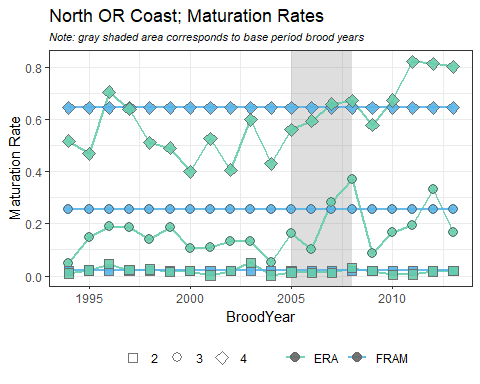 North OR Coast; Maturation Rates
Note: gray shaded area corresponds to base period brood years
0.8
0.6
0.4
0.2
0.0
Maturation Rate
1995 2000 2005 2010
BroodYear
2 3 4 ERA FRAM